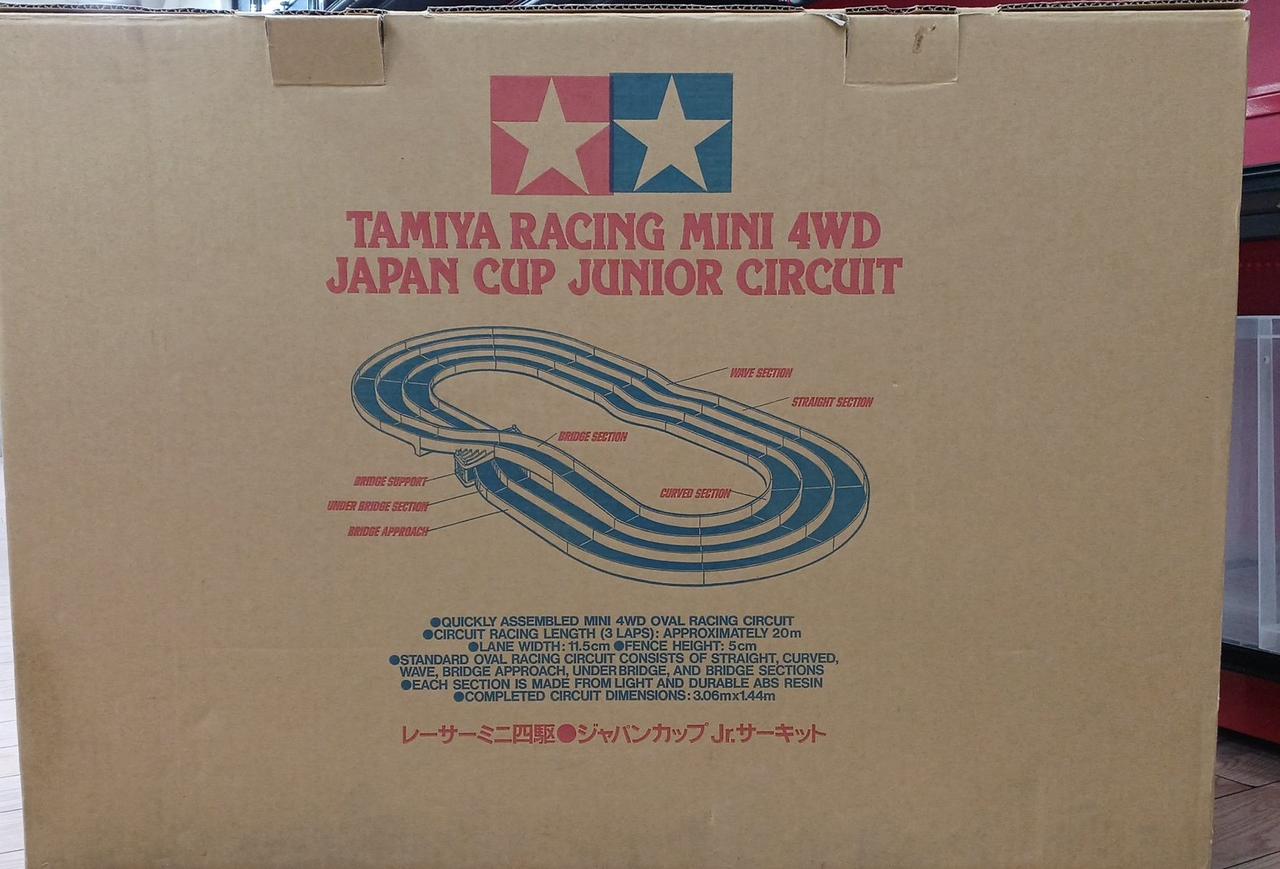 TAMIYA RACING MINI 4WD
JAPAN CUP JUNIOR CIRCUIT
WAVE SECTION
STRAIGHT SECTION
BRIDGE SECTION
BRIDGE SUPPORT
CURVED SECTION
UNDER BRIDGE SECTION
BRIDGE APPROACH
●QUICKLY ASSEMBLED MINI 4WD OVAL RACING CIRCUIT
●CIRCUIT RACING LENGTH (3 LAPS): APPROXIMATELY 20m
●LANE WIDTH: 11.5cm ●FENCE HEIGHT: 5cm
●STANDARD OVAL RACING CIRCUIT CONSISTS OF STRAIGHT, CURVED,
WAVE, BRIDGE APPROACH, UNDER BRIDGE, AND BRIDGE SECTIONS
●EACH SECTION IS MADE FROM LIGHT AND DURABLE ABS RESIN
●COMPLETED CIRCUIT DIMENSIONS: 3.06m×1.44m
レーサーミニ四駆●ジャパンカップ Jr.サーキット